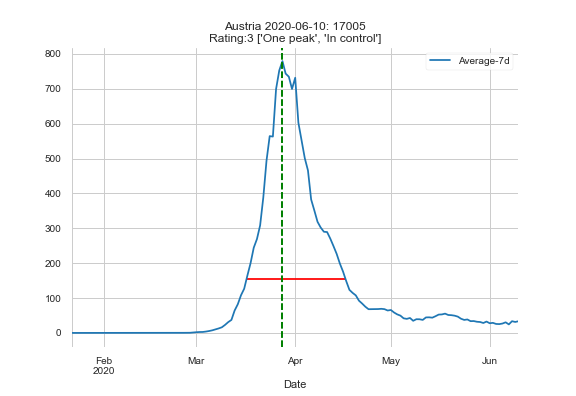 Austria 2020-06-10: 17005
Rating:3 ['One peak', 'In control']
Average-7d
800
700
600
500
400
300
200
100
0
Feb Mar Apr May Jun
2020
Date